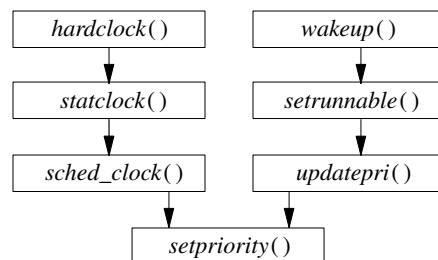 hardclock()
wakeup()
statclock()
setrunnable()
sched_clock()
updatepri()
setpriority()